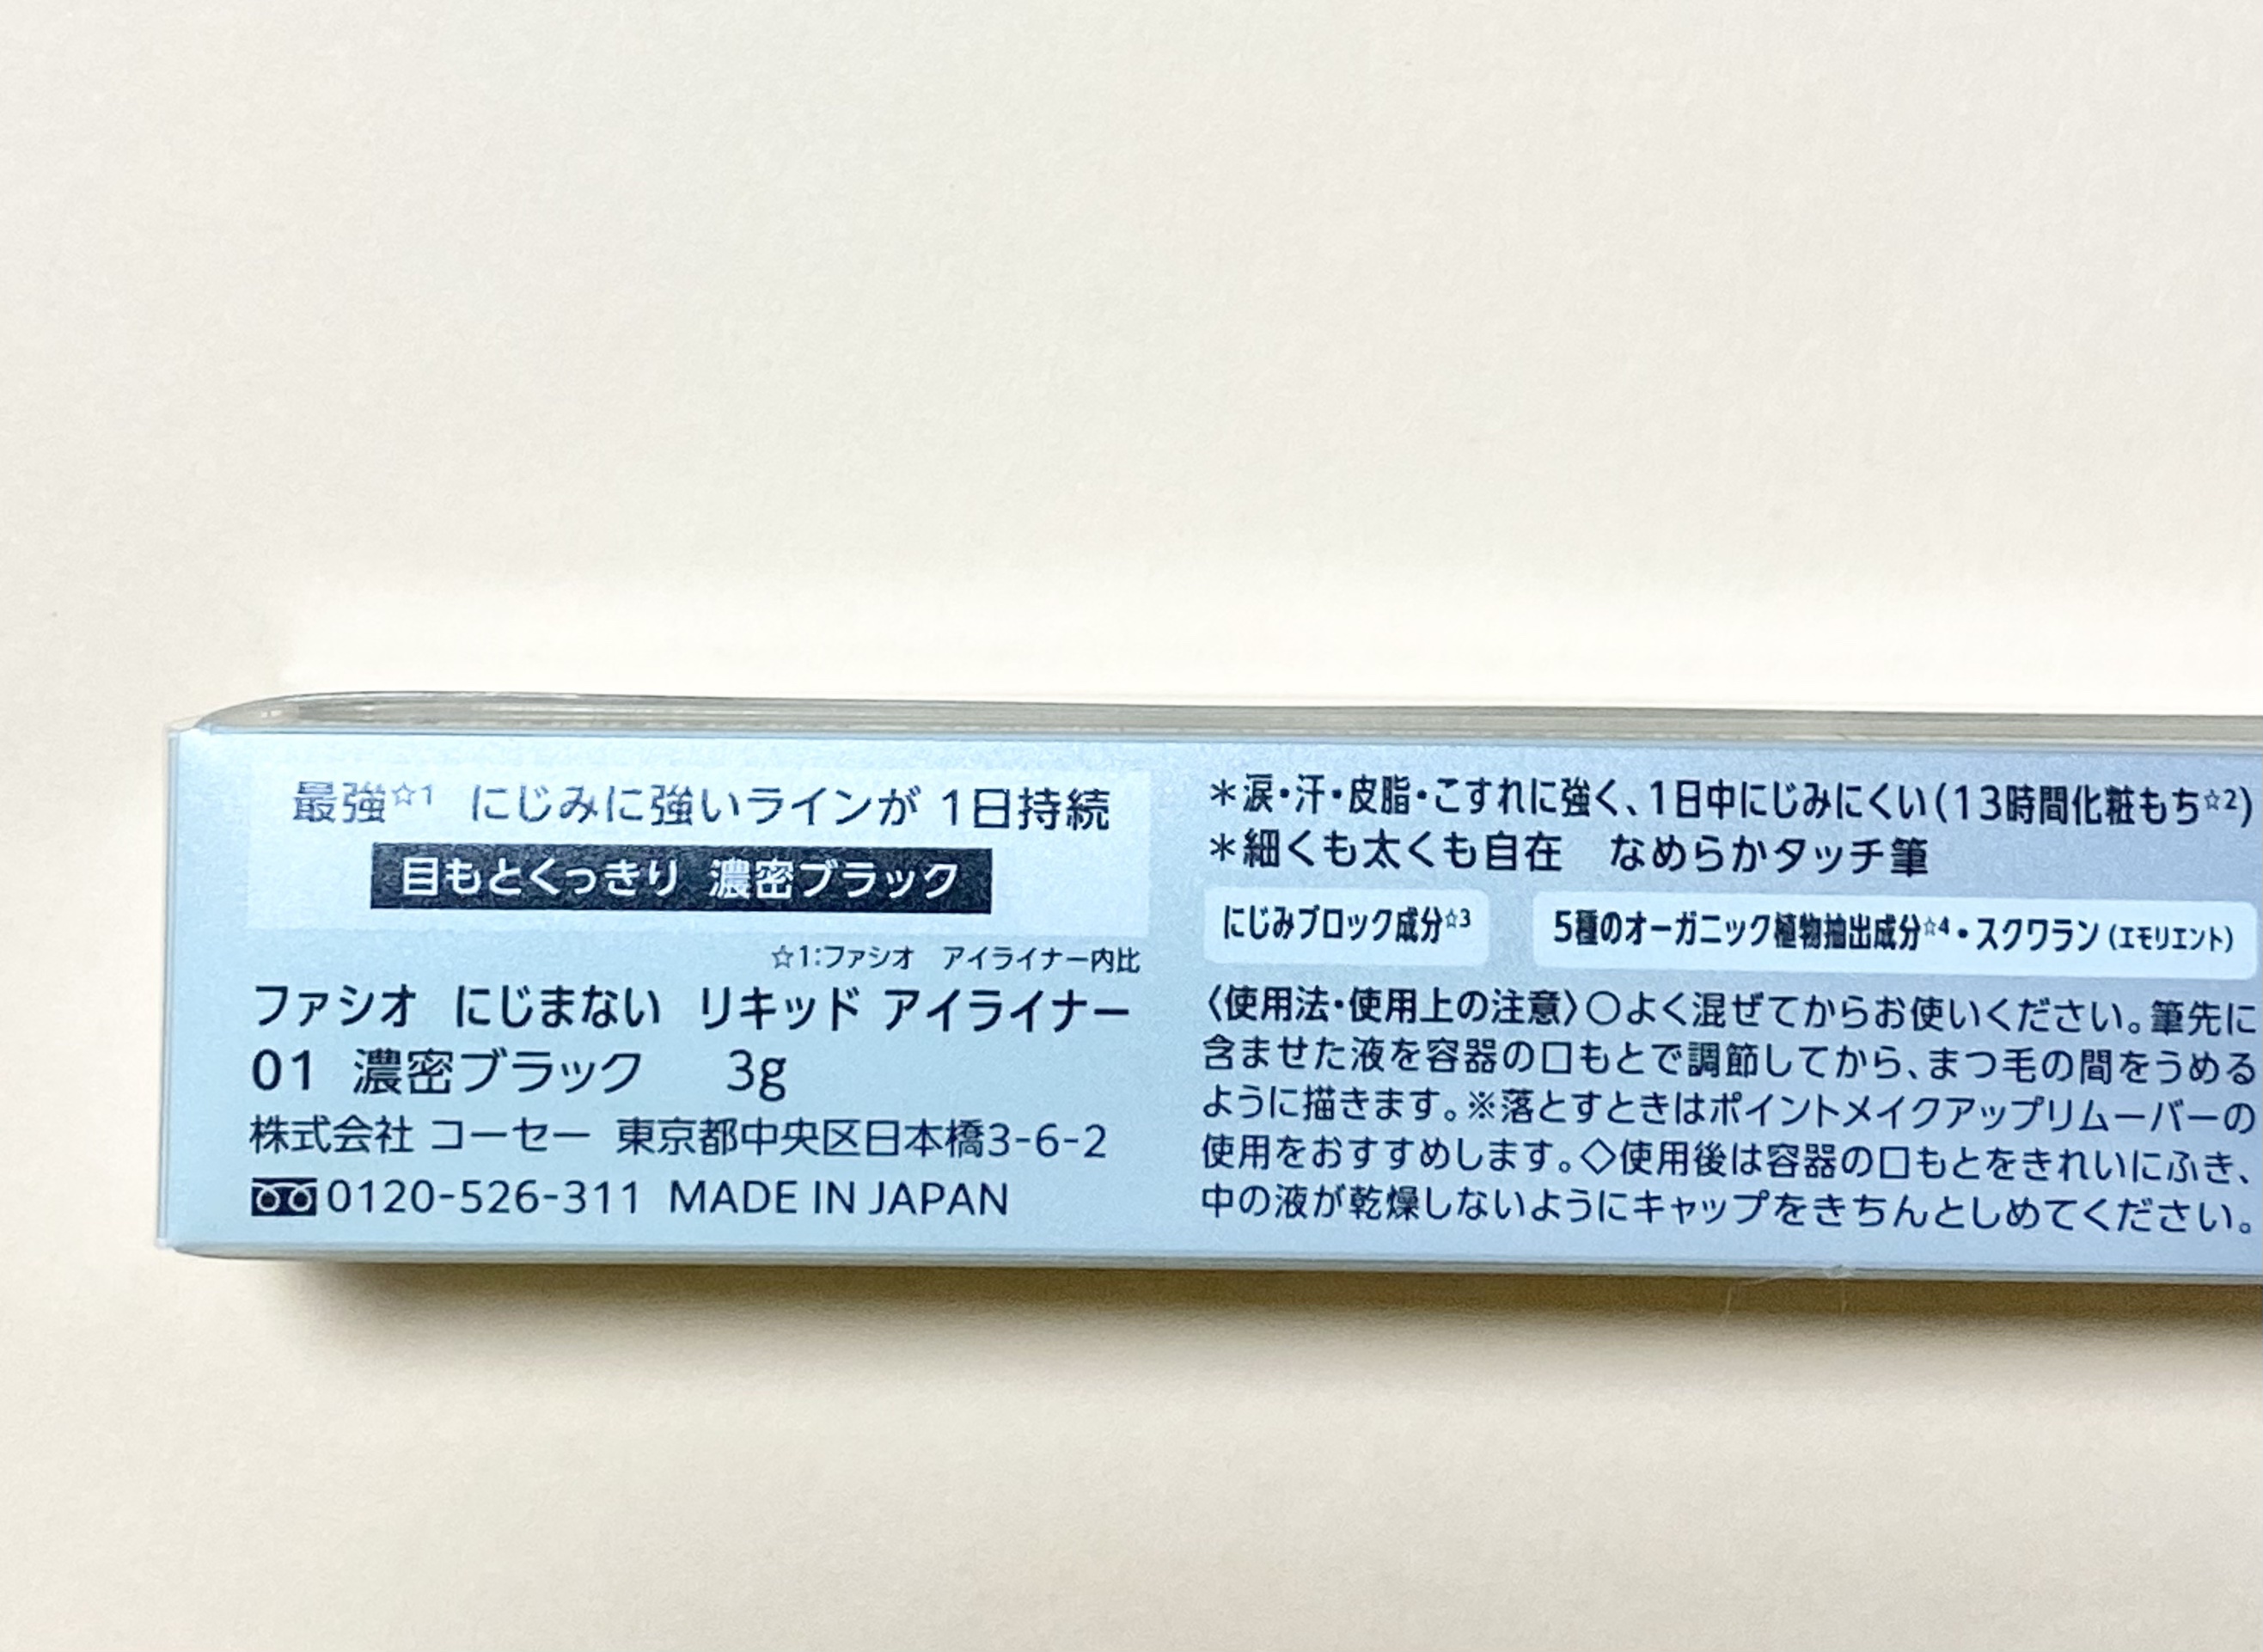 最強☆1 にじみに強いラインが 1日持続
目もとくっきり 濃密ブラック
☆1:ファシオ アイライナー内比
ファシオ にじまない リキッド アイライナー
01 濃密ブラック 3g
株式会社 コーセー 東京都中央区日本橋3-6-2
0120-526-311 MADE IN JAPAN
＊涙・汗・皮脂・こすれに強く、1日中にじみにくい(13時間化粧もち☆2)
＊細くも太くも自在 なめらかタッチ筆
にじみブロック成分☆3
5種のオーガニック植物抽出成分☆4・スクワラン(エモリエント)
〈使用法・使用上の注意〉○よく混ぜてからお使いください。筆先に
含ませた液を容器の口もとで調節してから、まつ毛の間をうめる
ように描きます。※落とすときはポイントメイクアップリムーバーの
使用をおすすめします。◇使用後は容器の口もとをきれいにふき、
中の液が乾燥しないようにキャップをきちんとしめてください。